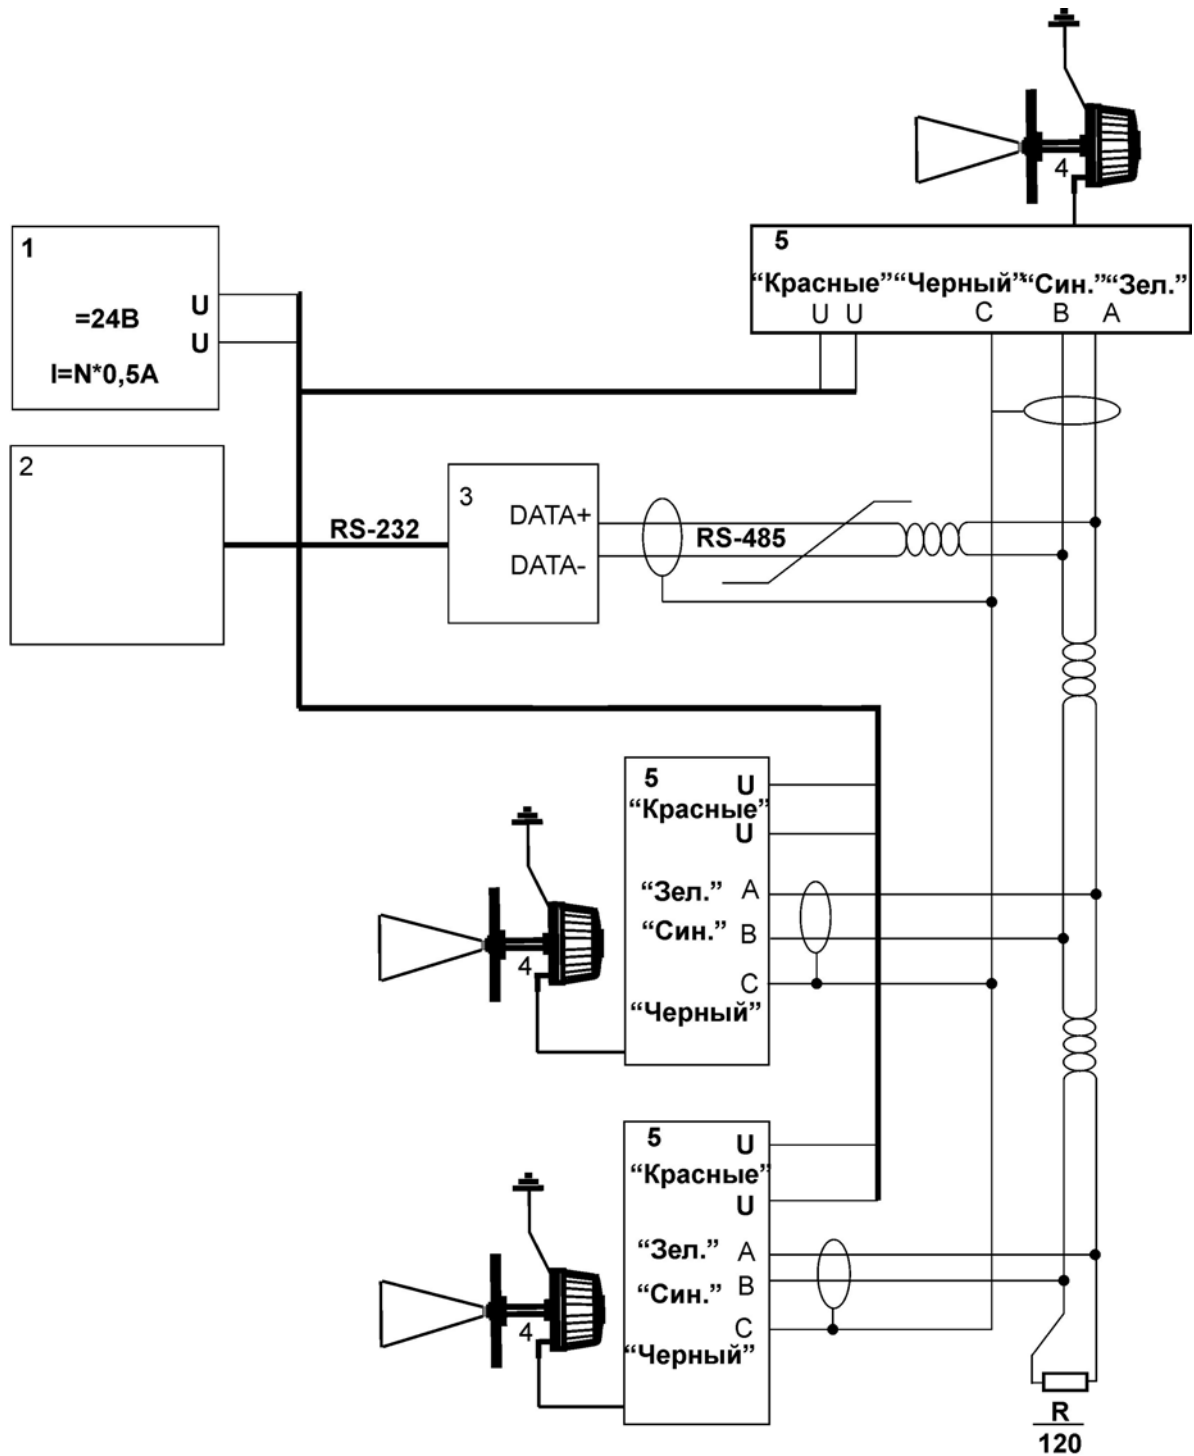 4
5
“Красные” “Черный” “Син.” “Зел.”
U U C B A
1
U
=24В
U
I=N*0,5А
2
3
RS-232
DATA+
RS-485
DATA-
5
U
“Красные”
U
“Зел.” A
“Син.” B
4
C
“Черный”
5
U
“Красные”
U
“Зел.” A
“Син.” B
4
C
“Черный”
R
120